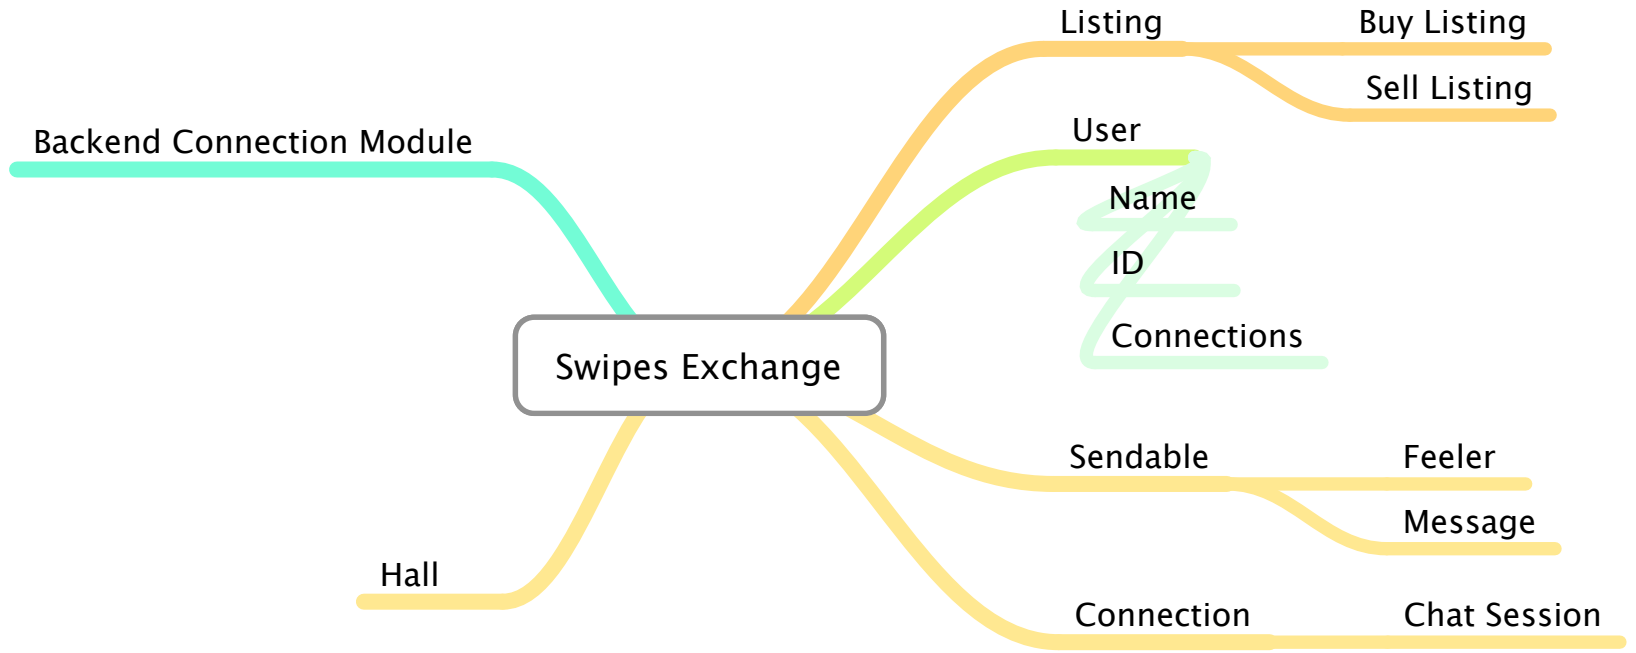 Listing
Buy Listing
Sell Listing
User
Backend Connection Module
Name
ID
Connections
Swipes Exchange
Sendable
Feeler
Message
Hall
Connection
Chat Session